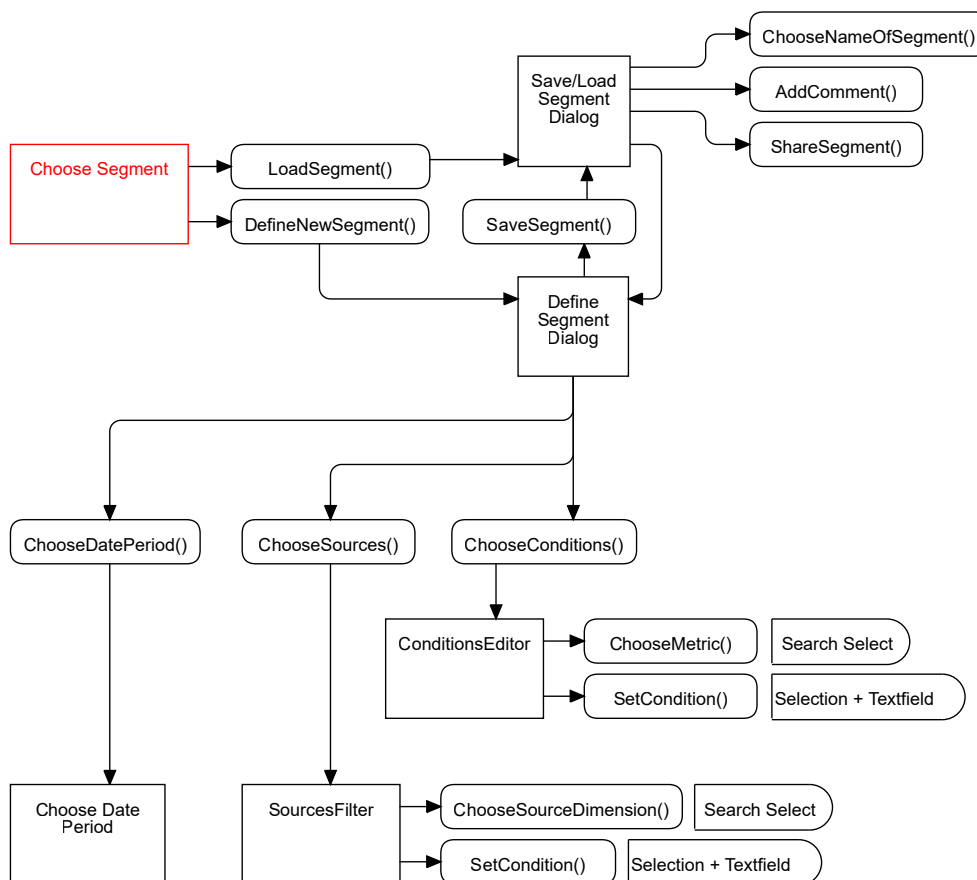 ChooseNameOfSegment()
Save/Load
Segment
Dialog
AddComment()
ShareSegment()
Choose Segment
LoadSegment()
DefineNewSegment()
SaveSegment()
Define
Segment
Dialog
ChooseDatePeriod()
ChooseSources()
ChooseConditions()
ConditionsEditor
ChooseMetric()
Search Select
SetCondition()
Selection + Textfield
Choose Date
Period
SourcesFilter
ChooseSourceDimension()
Search Select
SetCondition()
Selection + Textfield